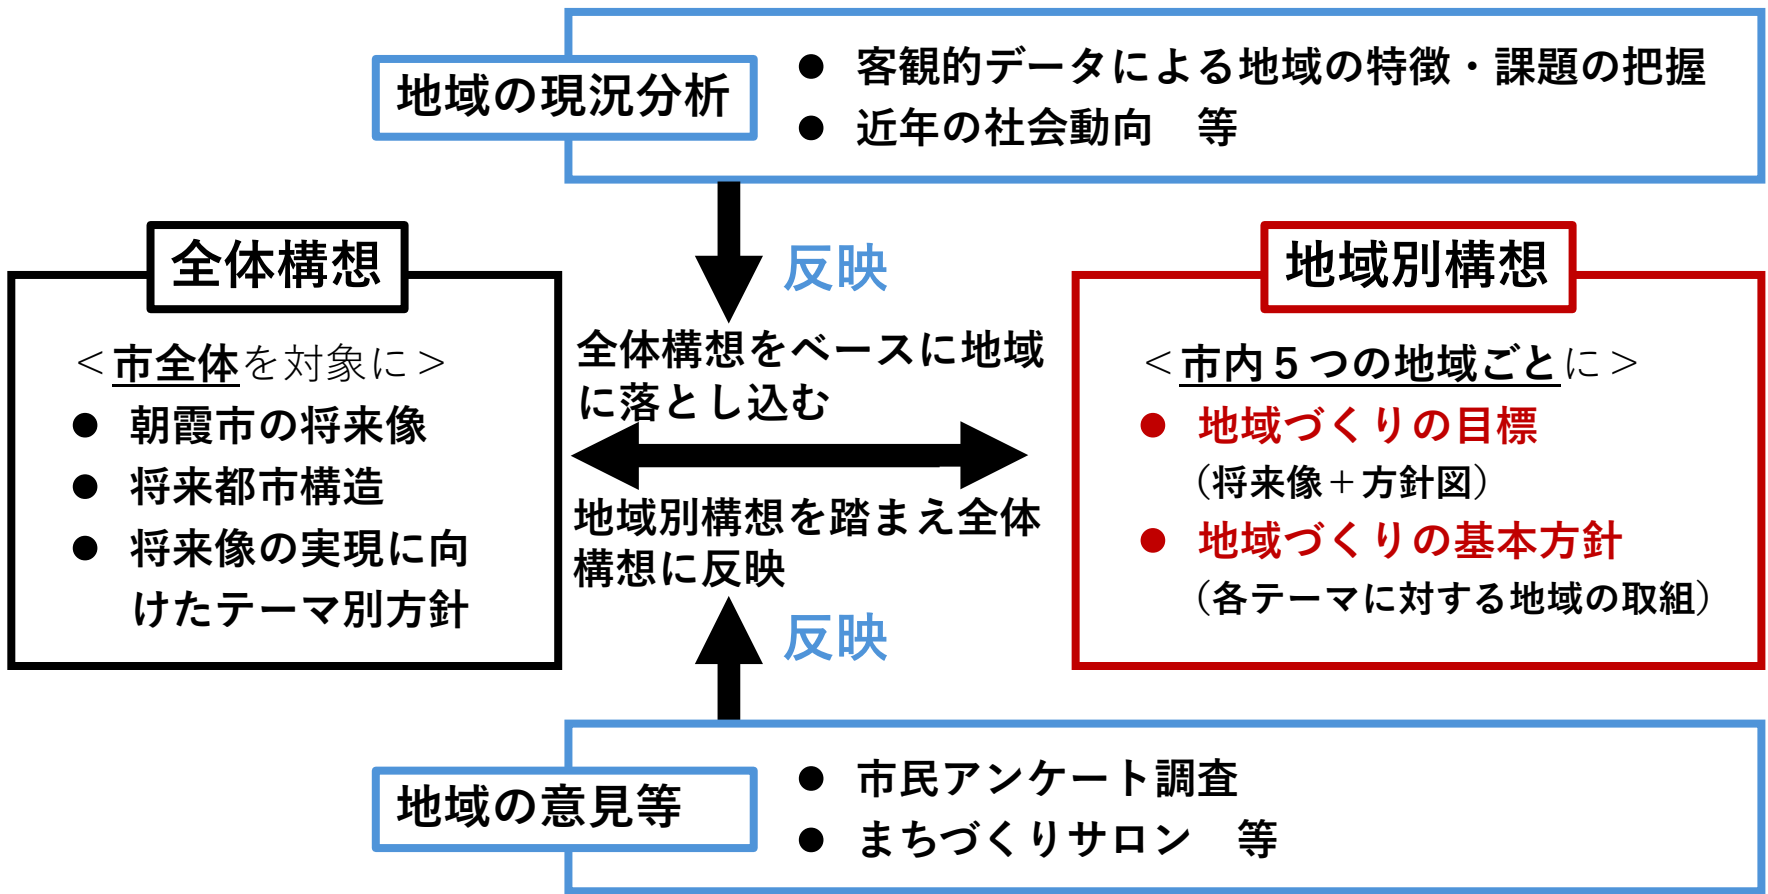 地域の現況分析
● 客観的データによる地域の特徴・課題の把握
● 近年の社会動向　等
反映
全体構想
＜市全体を対象に＞
● 朝霞市の将来像
● 将来都市構造
● 将来像の実現に向
けたテーマ別方針
全体構想をベースに地域
に落とし込む
地域別構想を踏まえ全体
構想に反映
地域別構想
＜市内５つの地域ごとに＞
● 地域づくりの目標
（将来像＋方針図）
● 地域づくりの基本方針
（各テーマに対する地域の取組）
反映
地域の意見等
● 市民アンケート調査
● まちづくりサロン　等